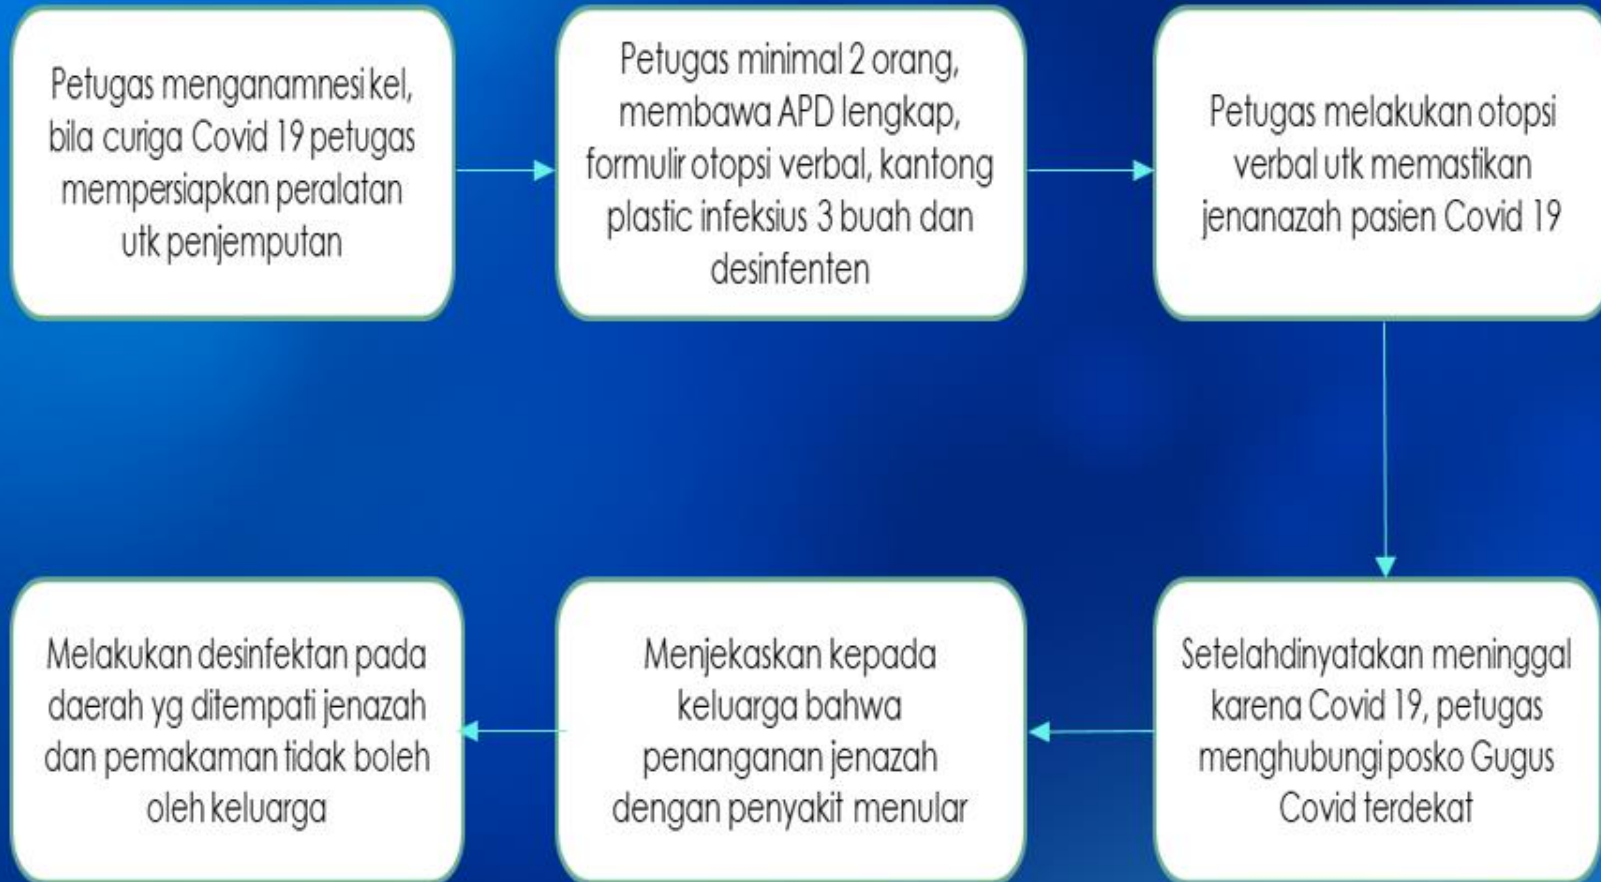 Petugas menganamnesi kel,
bila curiga Covid 19 petugas
mempersiapkan peralatan
utk penjemputan
Petugas minimal 2 orang,
membawa APD lengkap,
formulir otopsi verbal, kantong
plastic infeksius 3 buah dan
desinfenten
Petugas melakukan otopsi
verbal utk memastikan
jenanazah pasien Covid 19
Setelahdinyatakan meninggal
karena Covid 19, petugas
menghubungi posko Gugus
Covid terdekat
Menjekaskan kepada
keluarga bahwa
penanganan jenazah
dengan penyakit menular
Melakukan desinfektan pada
daerah yg ditempati jenazah
dan pemakaman tidak boleh
oleh keluarga